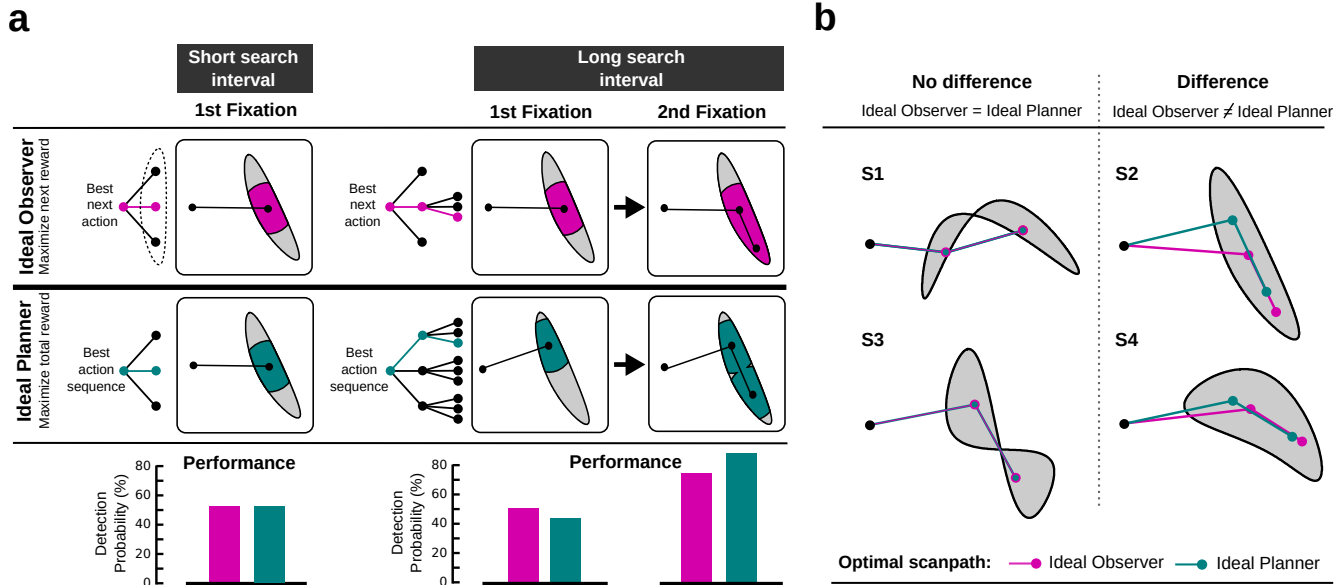 a
Short search
interval
Long search
interval
1st Fixation
1st Fixation
2nd Fixation
Ideal Observer
Maximize next reward
Best
next
action
Best
next
action
Ideal Planner
Maximize total reward
Best
action
sequence
Best
action
sequence
Performance
Detection
Probability (%)
80
60
40
20
0
Performance
Detection
Probability (%)
80
60
40
20
0
b
No difference
Ideal Observer = Ideal Planner
Difference
Ideal Observer ≠ Ideal Planner
S1
S2
S3
S4
Optimal scanpath:
Ideal Observer
Ideal Planner